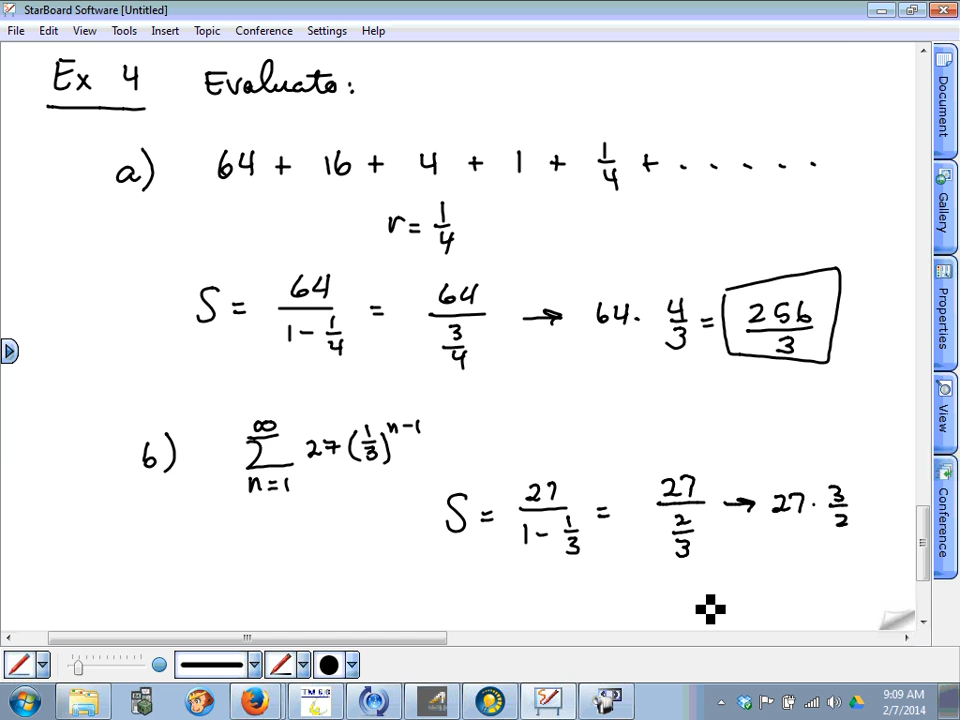 StarBoard Software [Untitled]
File Edit View Tools Insert Topic Conference Settings Help
Ex 4 Evaluate:
a) 64 + 16 + 4 + 1 + 1/4 + . . . . .
r = 1/4
S = 64/(1 - 1/4) = 64/(3/4) → 64 · 4/3 = 256/3
b) ∞ ∑ n=1 27(1/3)^(n-1)
S = 27/(1 - 1/3) = 27/(2/3) → 27 · 3/2
Document
Gallery
Properties
View
Conference
9:09 AM
2/7/2014